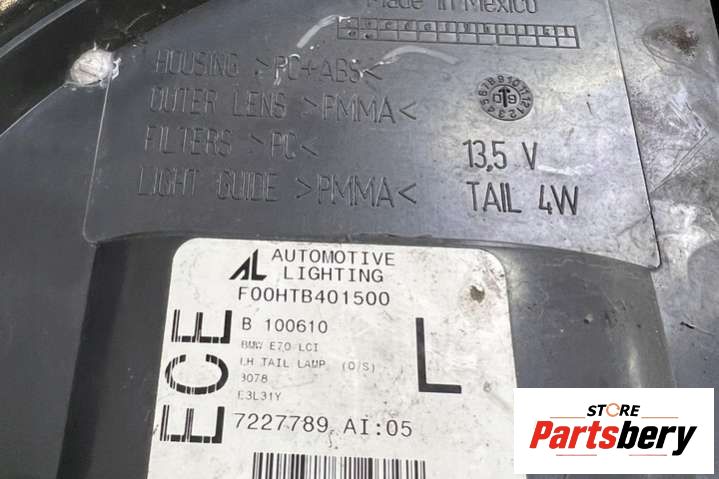 Made in Mexico
HOUSING >PC+ABS<
OUTER LENS >PMMA<
FILTERS >PC<
LIGHT GUIDE >PMMA<
09
13,5 V
TAIL 4W
AL AUTOMOTIVE
LIGHTING
F00HTB401500
ECE
B 100610
BMW E70 LCI
LH TAIL LAMP (O/S)
3078
E3L31Y
L
7227789 AI:05
STORE
Partsbery